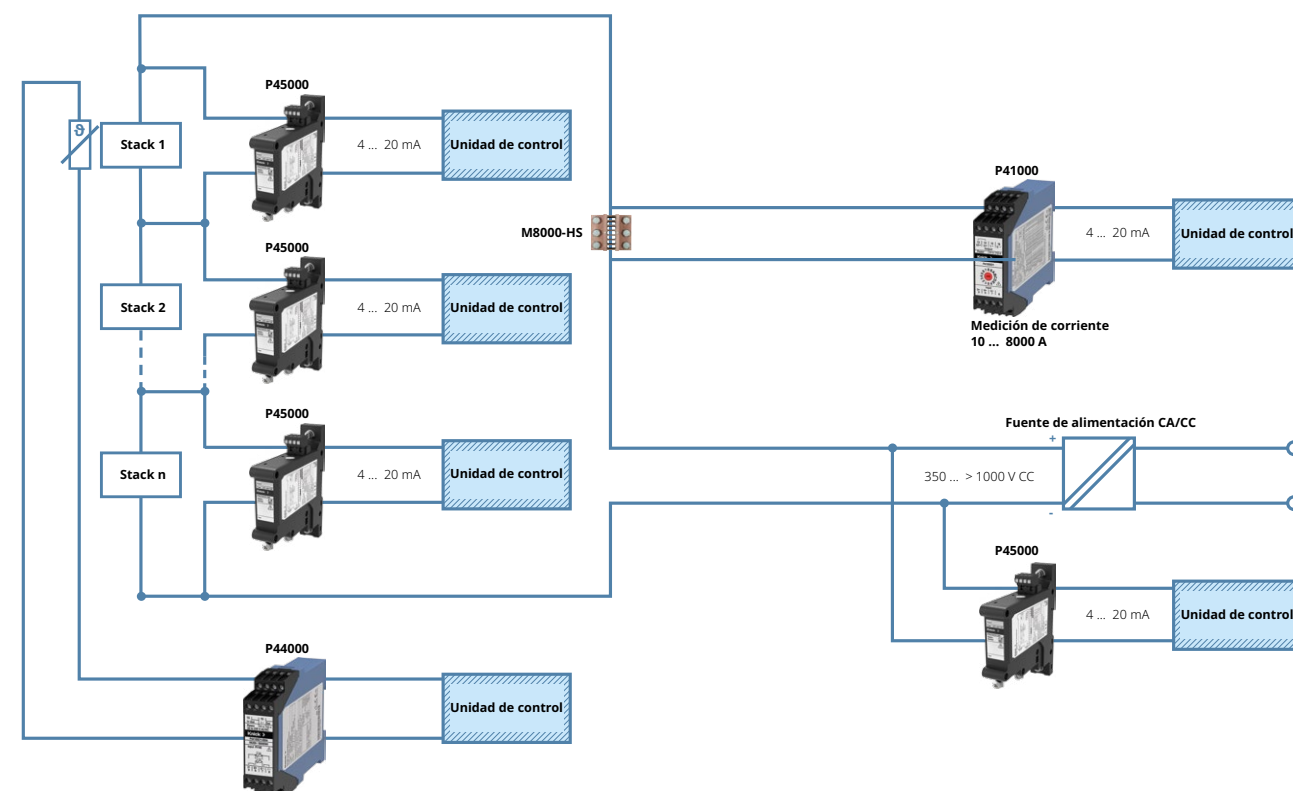 P45000
ϑ
Stack 1
4 ... 20 mA
Unidad de control
P41000
M8000-HS
4 ... 20 mA
Unidad de control
P45000
Stack 2
4 ... 20 mA
Unidad de control
Medición de corriente
10 ... 8000 A
P45000
Fuente de alimentación CA/CC
+
Stack n
4 ... 20 mA
Unidad de control
350 ... > 1000 V CC
-
P45000
4 ... 20 mA
Unidad de control
P44000
Unidad de control